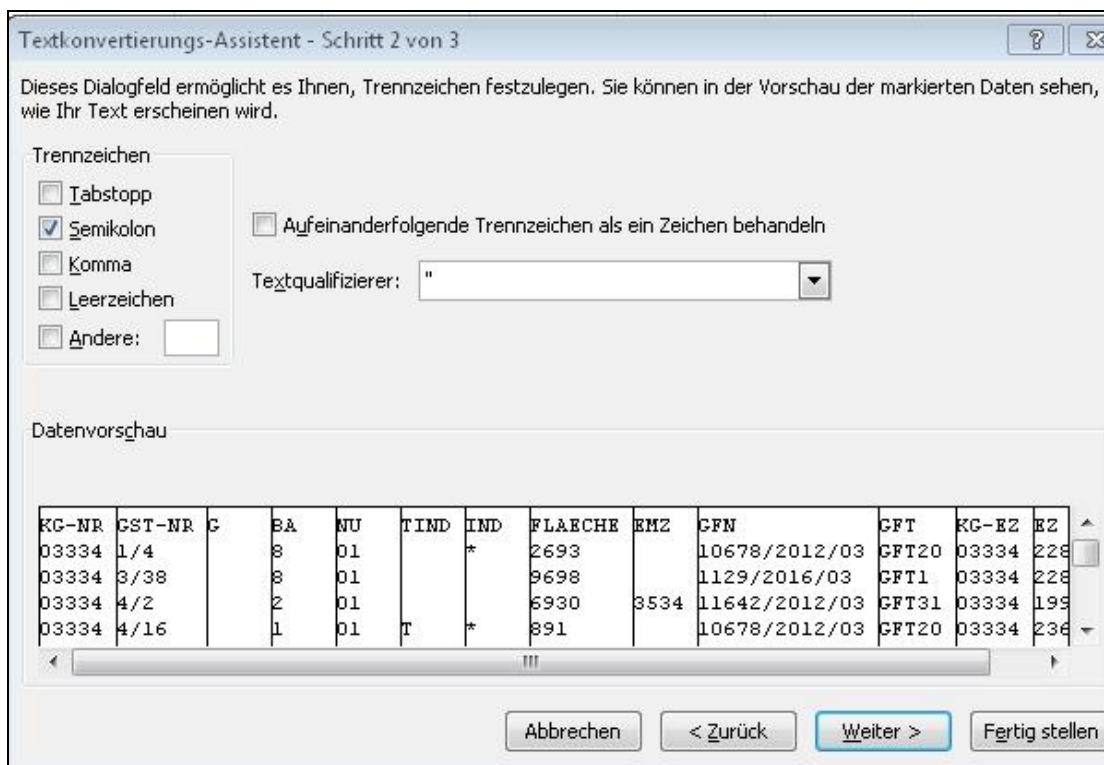 Textkonvertierungs-Assistent - Schritt 2 von 3
Dieses Dialogfeld ermöglicht es Ihnen, Trennzeichen festzulegen. Sie können in der Vorschau der markierten Daten sehen,
wie Ihr Text erscheinen wird.
Trennzeichen
Tabstopp
Semikolon
Komma
Leerzeichen
Andere:
Aufeinanderfolgende Trennzeichen als ein Zeichen behandeln
Textqualifizierer: "
Datenvorschau
KG-NR GST-NR G BA NU TIND IND FLAECHE EMZ GFN GFT KG-EZ EZ
03334 1/4 8 01 * 2693 10678/2012/03 GFT20 03334 228
03334 3/38 8 01 9698 1129/2016/03 GFT1 03334 228
03334 4/2 2 01 6930 3534 11642/2012/03 GFT31 03334 199
03334 4/16 1 01 T * 891 10678/2012/03 GFT20 03334 236
Abbrechen < Zurück Weiter > Fertig stellen